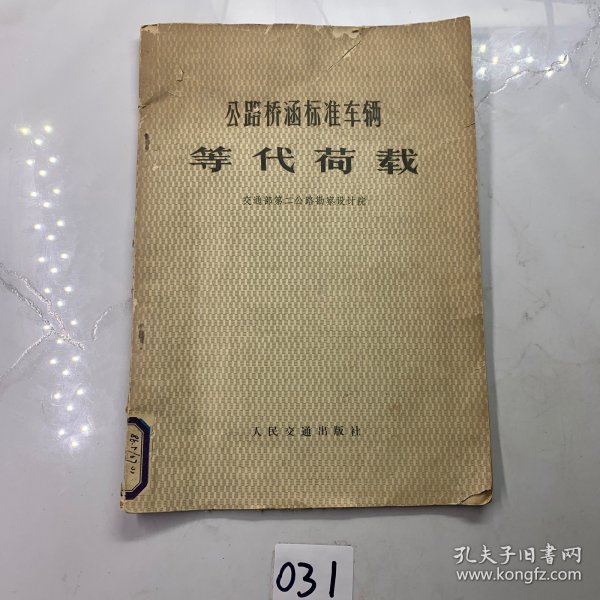 公路桥涵标准车辆
等代荷载
交通部第二公路勘察设计院
人民交通出版社
031
孔夫子旧书网
www.kongfz.com